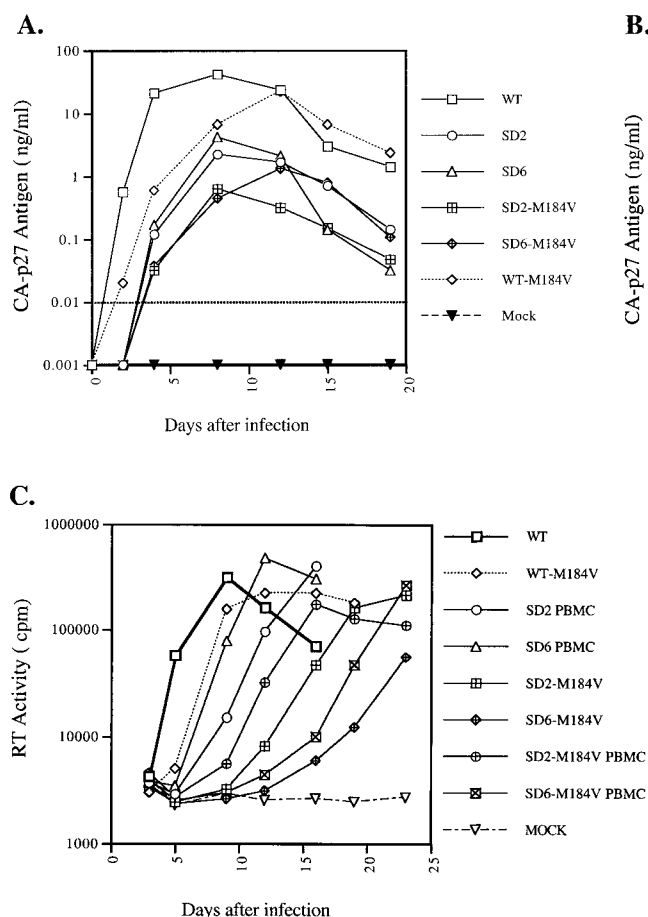 A.
B.
CA-p27 Antigen ( ng/ml)
100
10
1
0.1
0.01
0.001
0
5
10
15
20
Days after infection
WT
SD2
SD6
SD2-M184V
SD6-M184V
WT-M184V
Mock
CA-p27 Antigen (ng/ml)
C.
RT Activity (cpm)
1000000
100000
10000
1000
0
5
10
15
20
25
Days after infection
WT
WT-M184V
SD2 PBMC
SD6 PBMC
SD2-M184V
SD6-M184V
SD2-M184V PBMC
SD6-M184V PBMC
MOCK